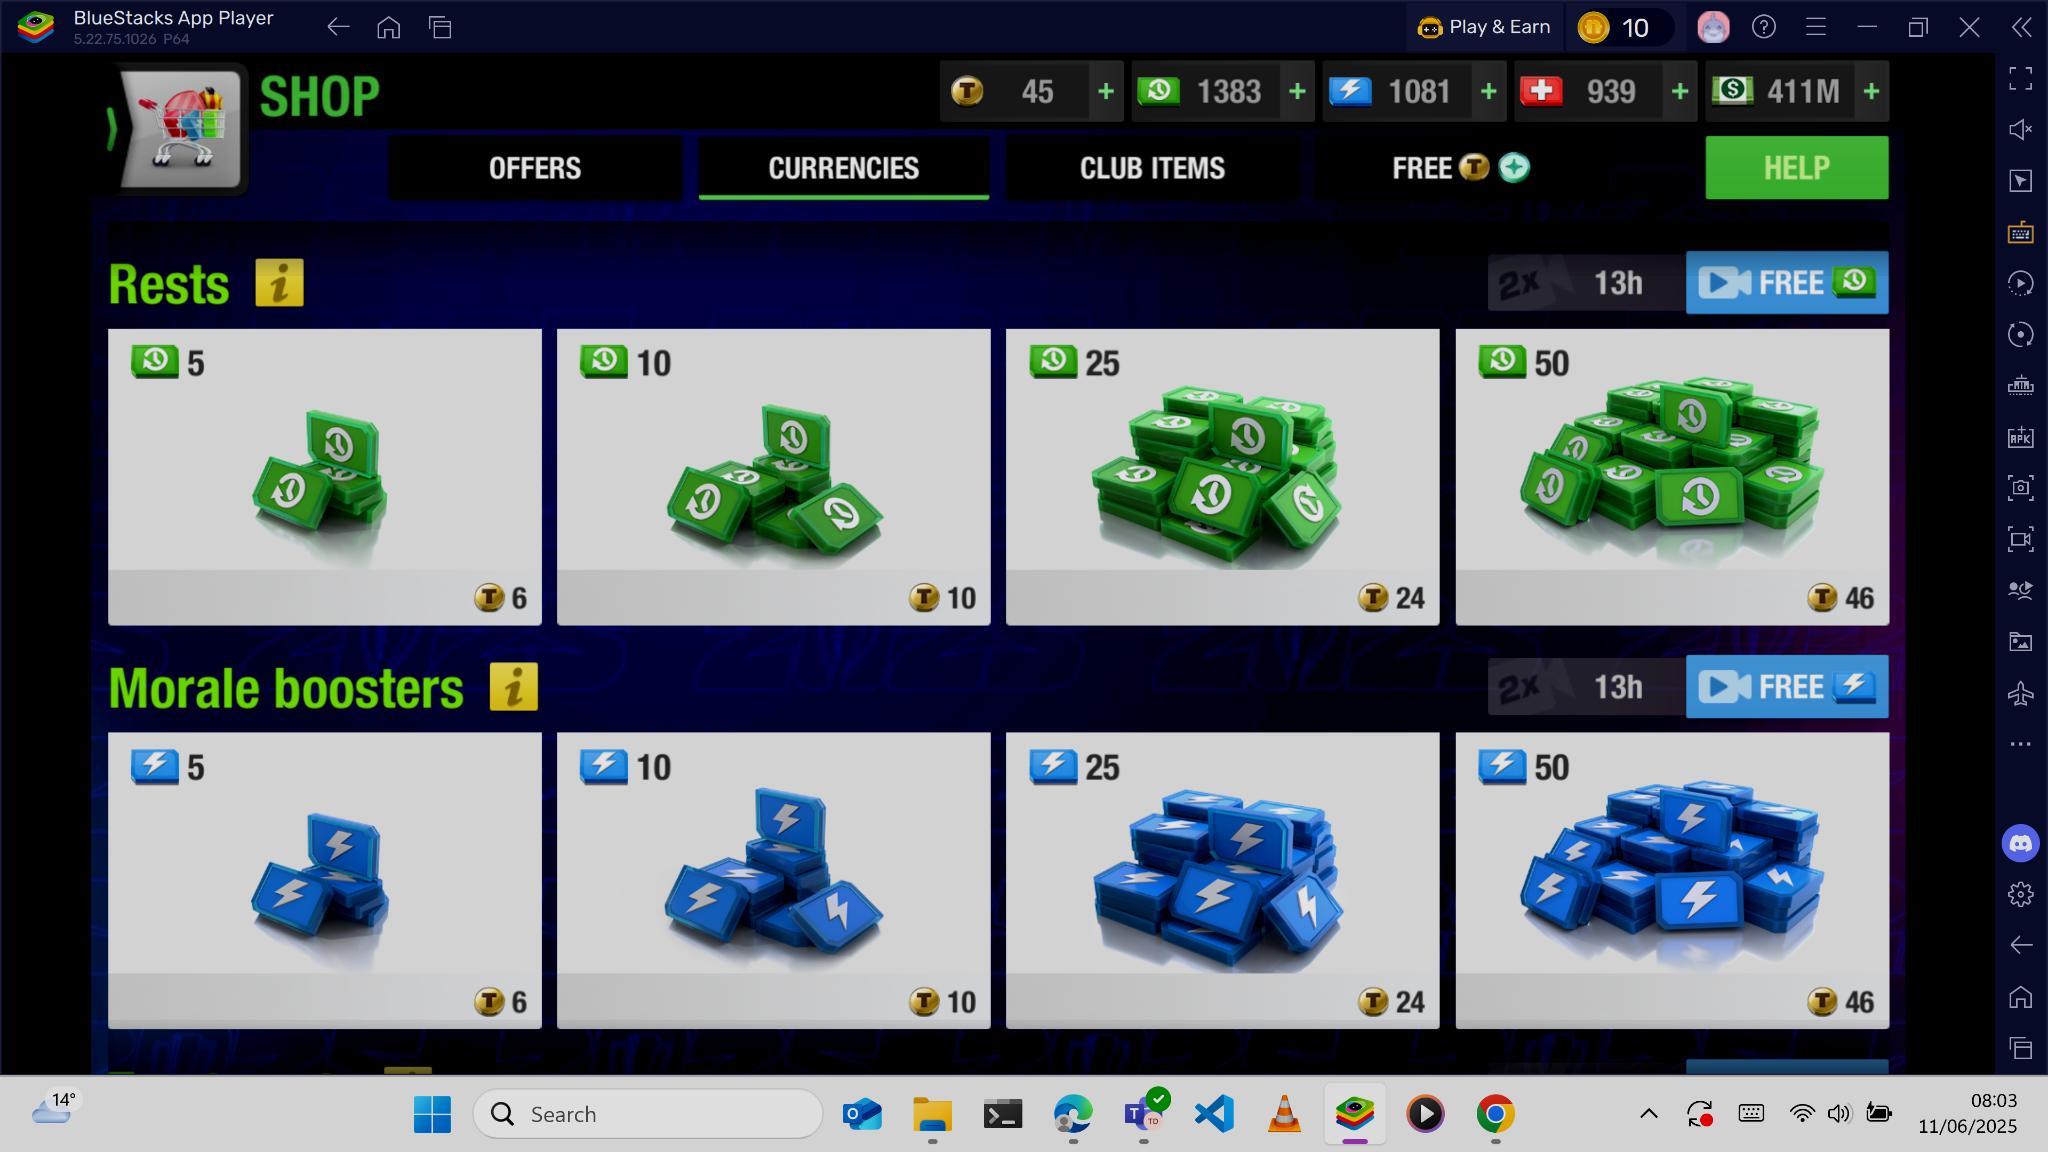 BlueStacks App Player
5.22.75.1026 P64
Play & Earn
10
SHOP
45
1383
1081
939
411M
OFFERS
CURRENCIES
CLUB ITEMS
FREE
HELP
Rests
2x
13h
FREE
5
10
25
50
6
10
24
46
Morale boosters
2x
13h
FREE
5
10
25
50
6
10
24
46
14°
Search
08:03
11/06/2025